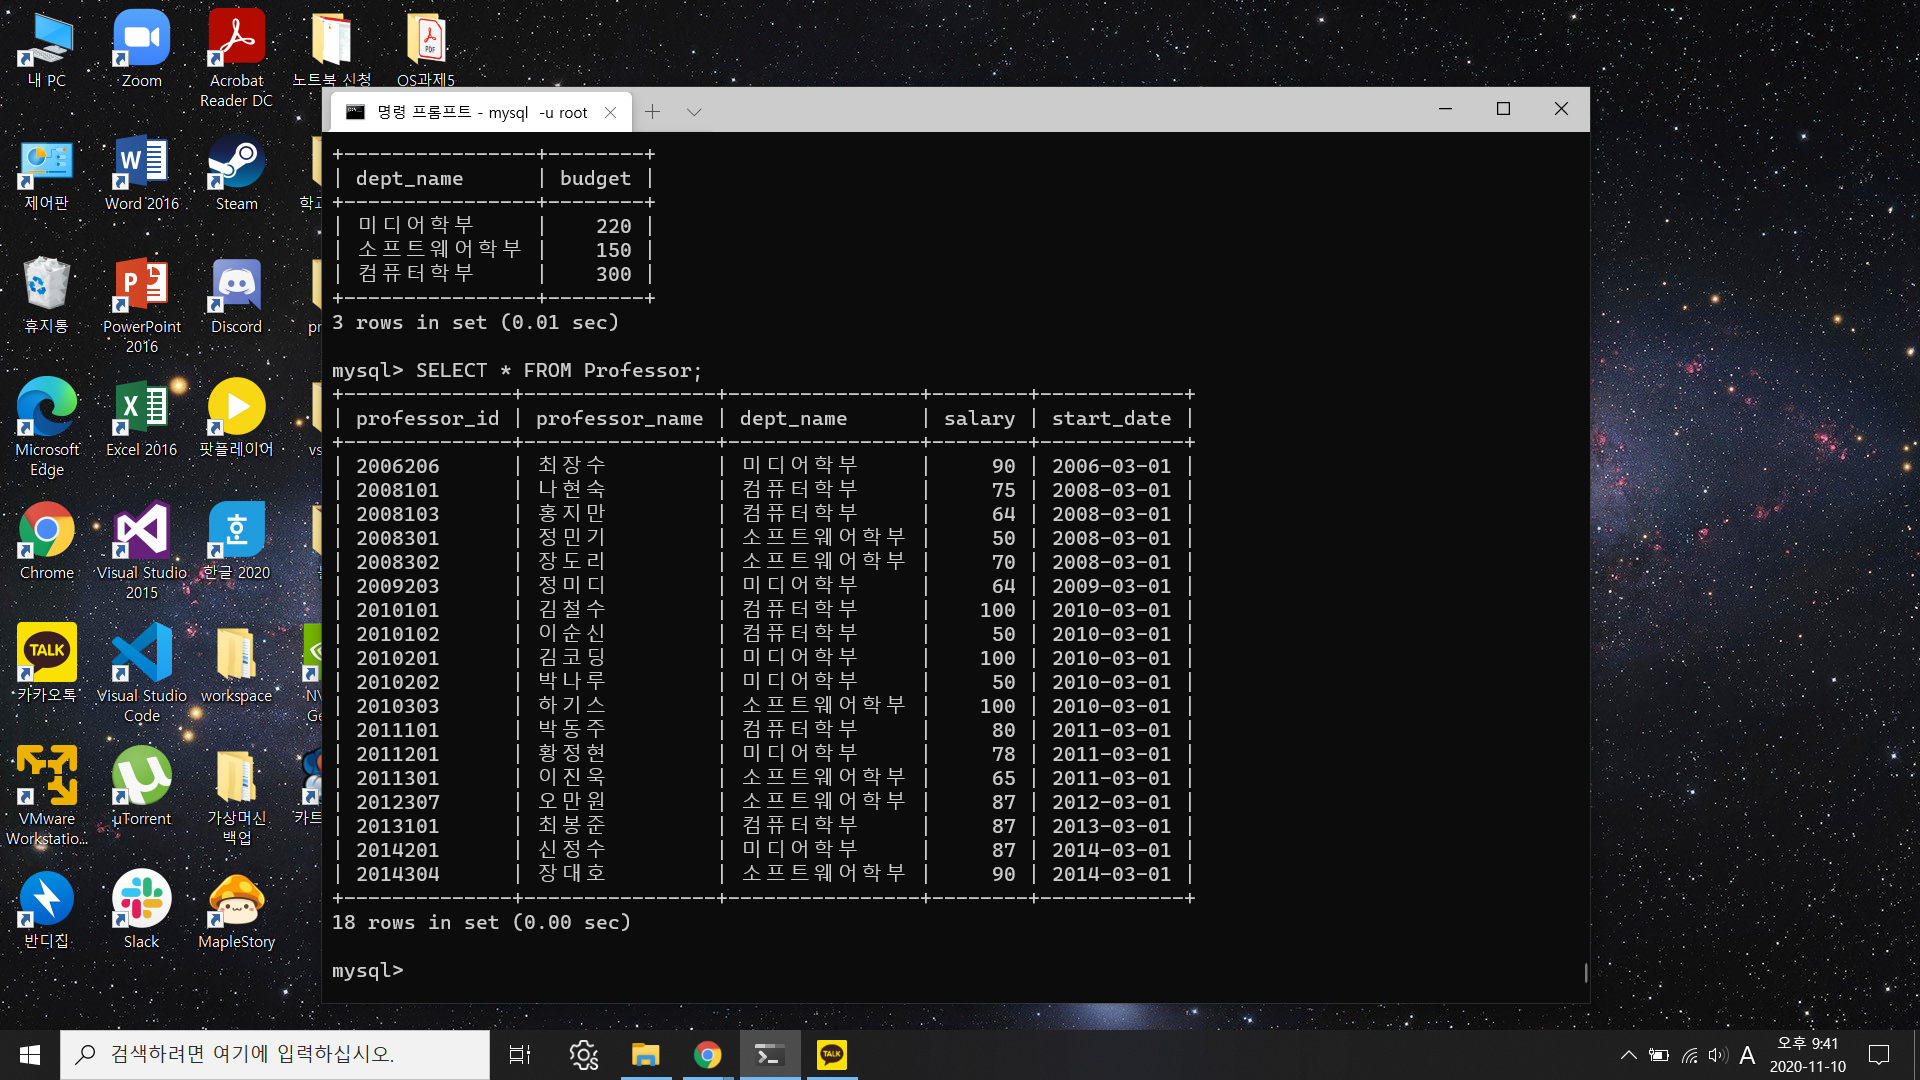 내 PC
Zoom
Acrobat
Reader DC
노트북 신청
OS과제5
제어판
Word 2016
Steam
휴지통
PowerPoint
2016
Discord
Microsoft
Edge
Excel 2016
팟플레이어
Chrome
Visual Studio
2015
한글 2020
TALK
카카오톡
Visual Studio
Code
workspace
VMware
Workstatio...
µTorrent
가상머신
백업
반디집
Slack
MapleStory
명령 프롬프트 - mysql -u root
+----------------+--------+
| dept_name      | budget |
+----------------+--------+
| 미디어학부     |    220 |
| 소프트웨어학부 |    150 |
| 컴퓨터학부     |    300 |
+----------------+--------+
3 rows in set (0.01 sec)
mysql> SELECT * FROM Professor;
+--------------+----------------+----------------+--------+------------+
| professor_id | professor_name | dept_name      | salary | start_date |
+--------------+----------------+----------------+--------+------------+
| 2006206      | 최장수         | 미디어학부     |     90 | 2006-03-01 |
| 2008101      | 나현숙         | 컴퓨터학부     |     75 | 2008-03-01 |
| 2008103      | 홍지만         | 컴퓨터학부     |     64 | 2008-03-01 |
| 2008301      | 정민기         | 소프트웨어학부 |     50 | 2008-03-01 |
| 2008302      | 장도리         | 소프트웨어학부 |     70 | 2008-03-01 |
| 2009203      | 정미디         | 미디어학부     |     64 | 2009-03-01 |
| 2010101      | 김철수         | 컴퓨터학부     |    100 | 2010-03-01 |
| 2010102      | 이순신         | 컴퓨터학부     |     50 | 2010-03-01 |
| 2010201      | 김코딩         | 미디어학부     |    100 | 2010-03-01 |
| 2010202      | 박나루         | 미디어학부     |     50 | 2010-03-01 |
| 2010303      | 하기스         | 소프트웨어학부 |    100 | 2010-03-01 |
| 2011101      | 박동주         | 컴퓨터학부     |     80 | 2011-03-01 |
| 2011201      | 황정현         | 미디어학부     |     78 | 2011-03-01 |
| 2011301      | 이진욱         | 소프트웨어학부 |     65 | 2011-03-01 |
| 2012307      | 오만원         | 소프트웨어학부 |     87 | 2012-03-01 |
| 2013101      | 최봉준         | 컴퓨터학부     |     87 | 2013-03-01 |
| 2014201      | 신정수         | 미디어학부     |     87 | 2014-03-01 |
| 2014304      | 장대호         | 소프트웨어학부 |     90 | 2014-03-01 |
+--------------+----------------+----------------+--------+------------+
18 rows in set (0.00 sec)
mysql>
검색하려면 여기에 입력하십시오.
TALK
A
오후 9:41
2020-11-10